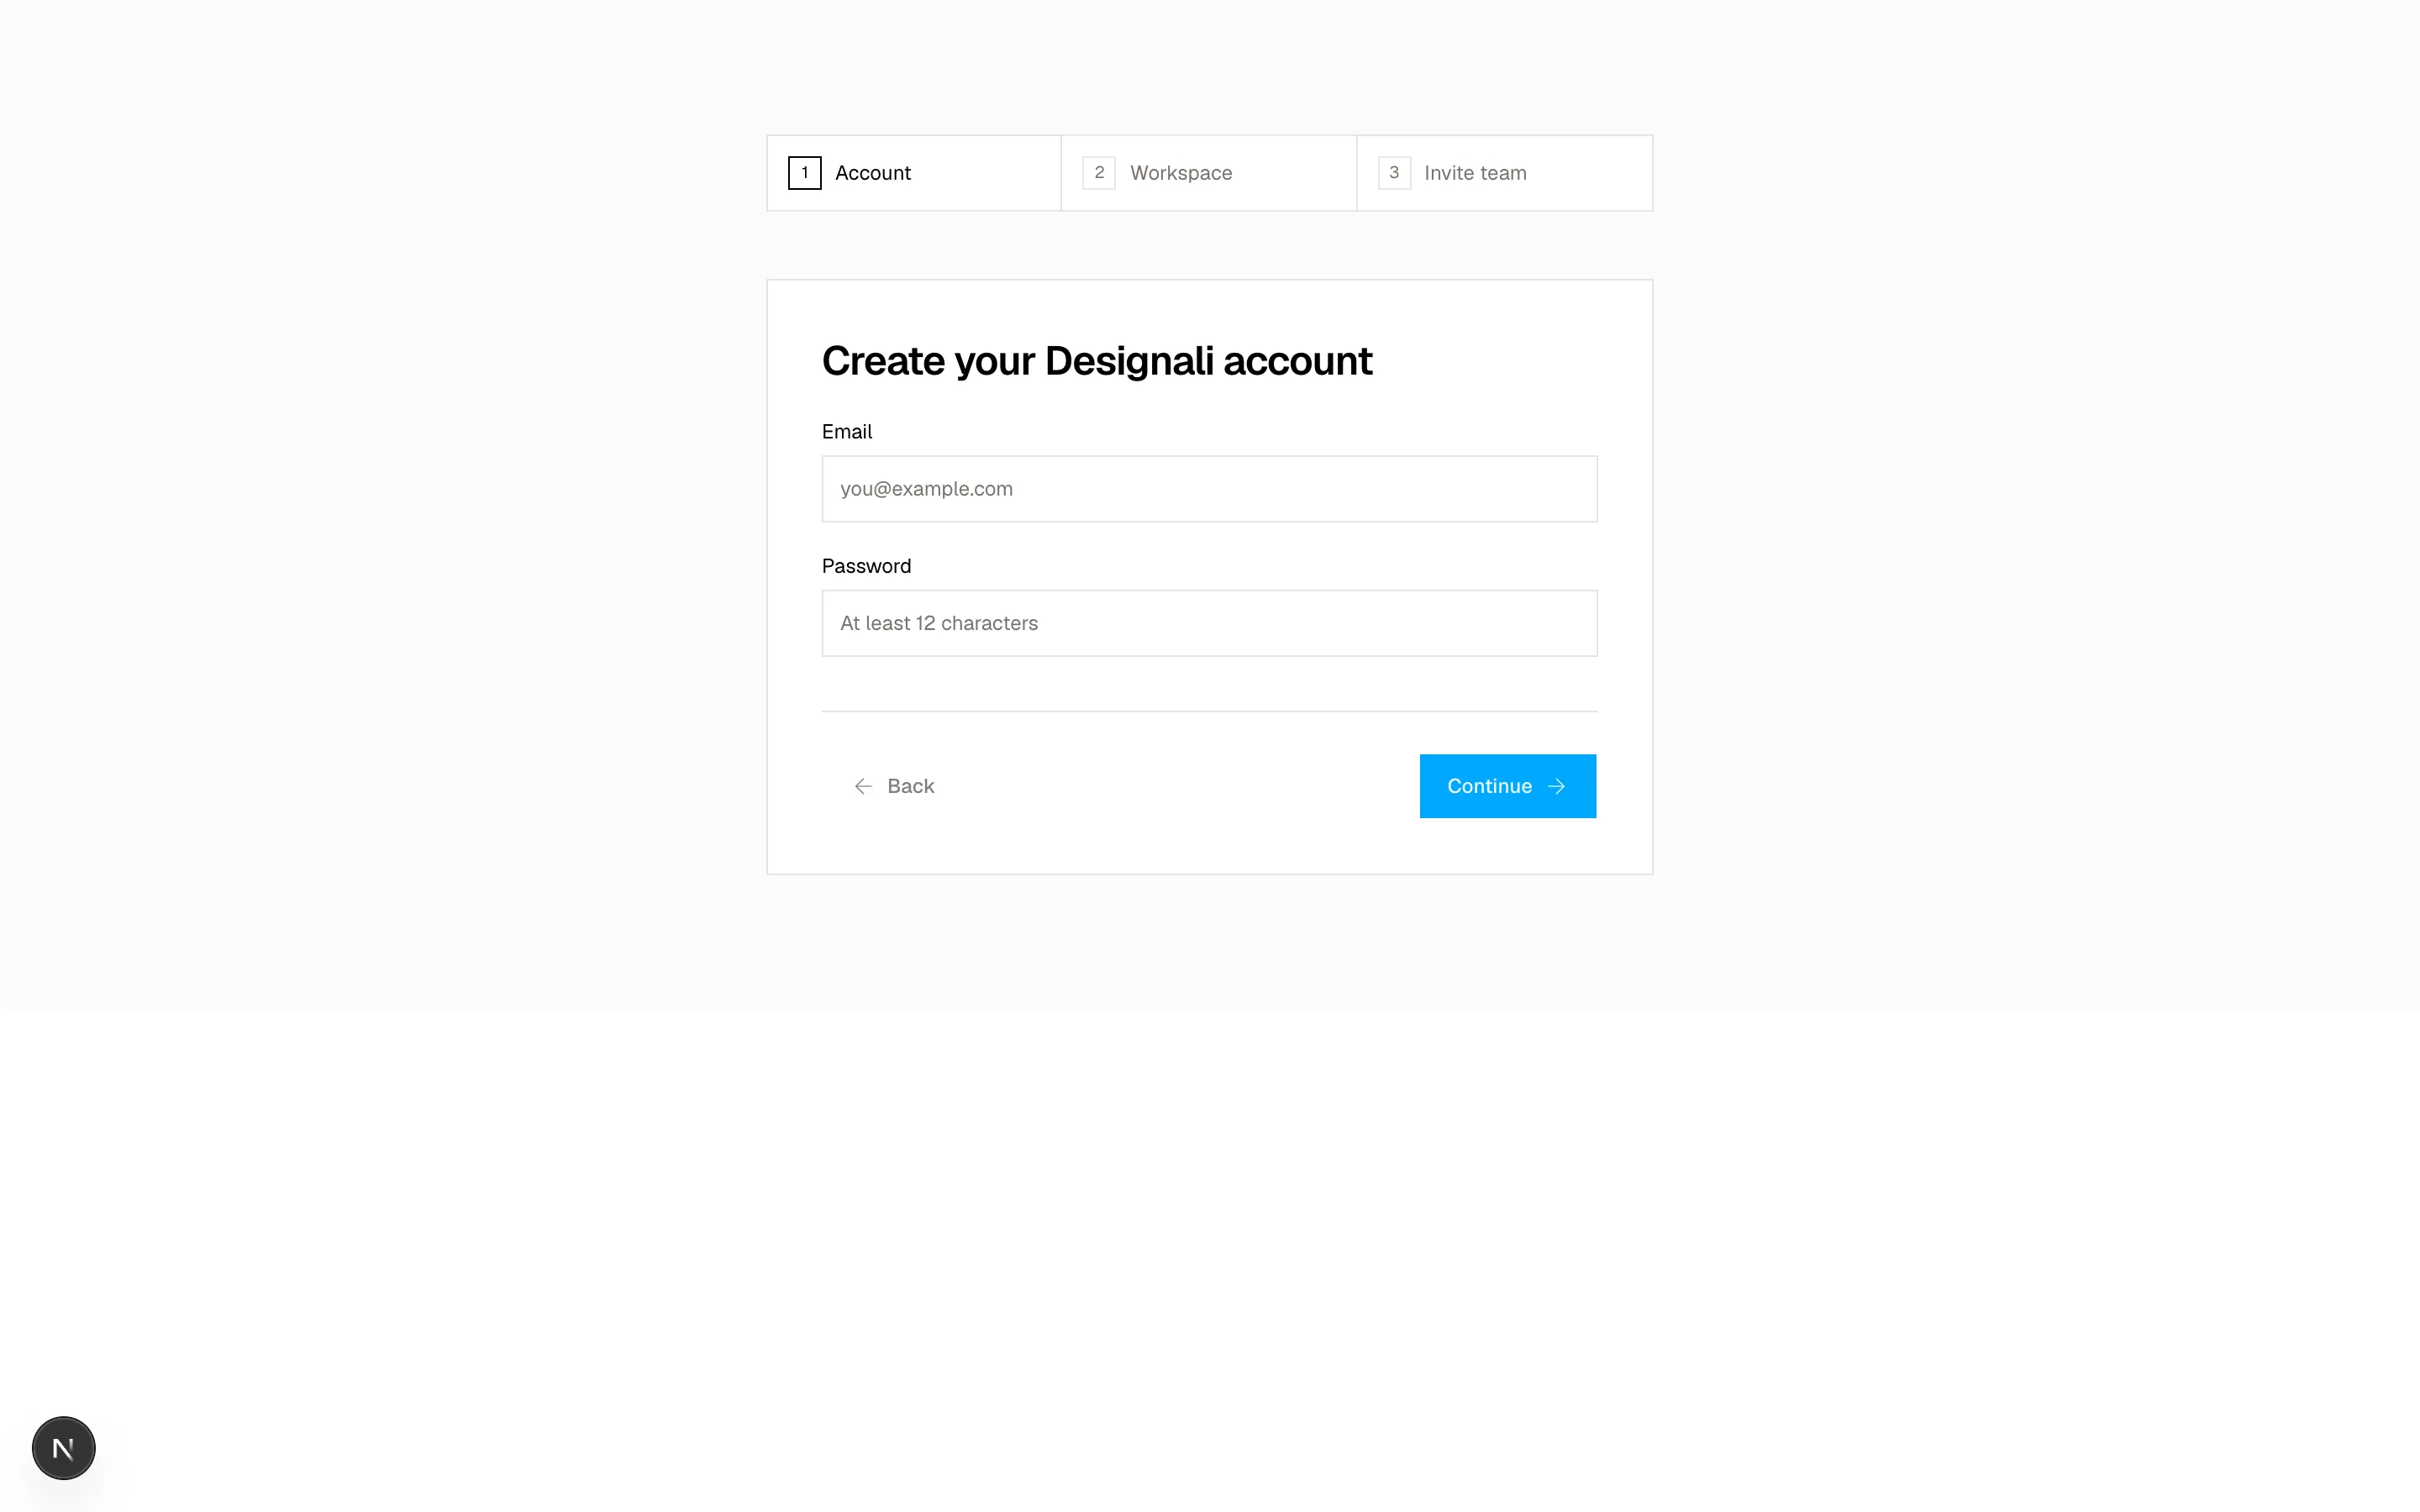 1 Account 2 Workspace 3 Invite team
Create your Designali account
Email
you@example.com
Password
At least 12 characters
Back Continue
N